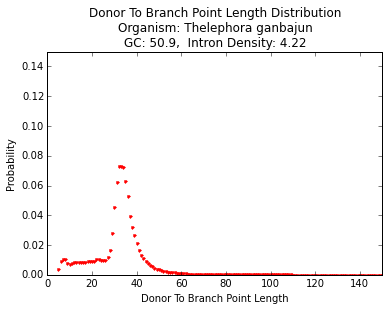 Donor To Branch Point Length Distribution
Organism: Thelephora ganbajun
GC: 50.9,  Intron Density: 4.22
0.14
0.12
0.10
0.08
0.06
0.04
0.02
0.00
Probability
0 20 40 60 80 100 120 140
Donor To Branch Point Length